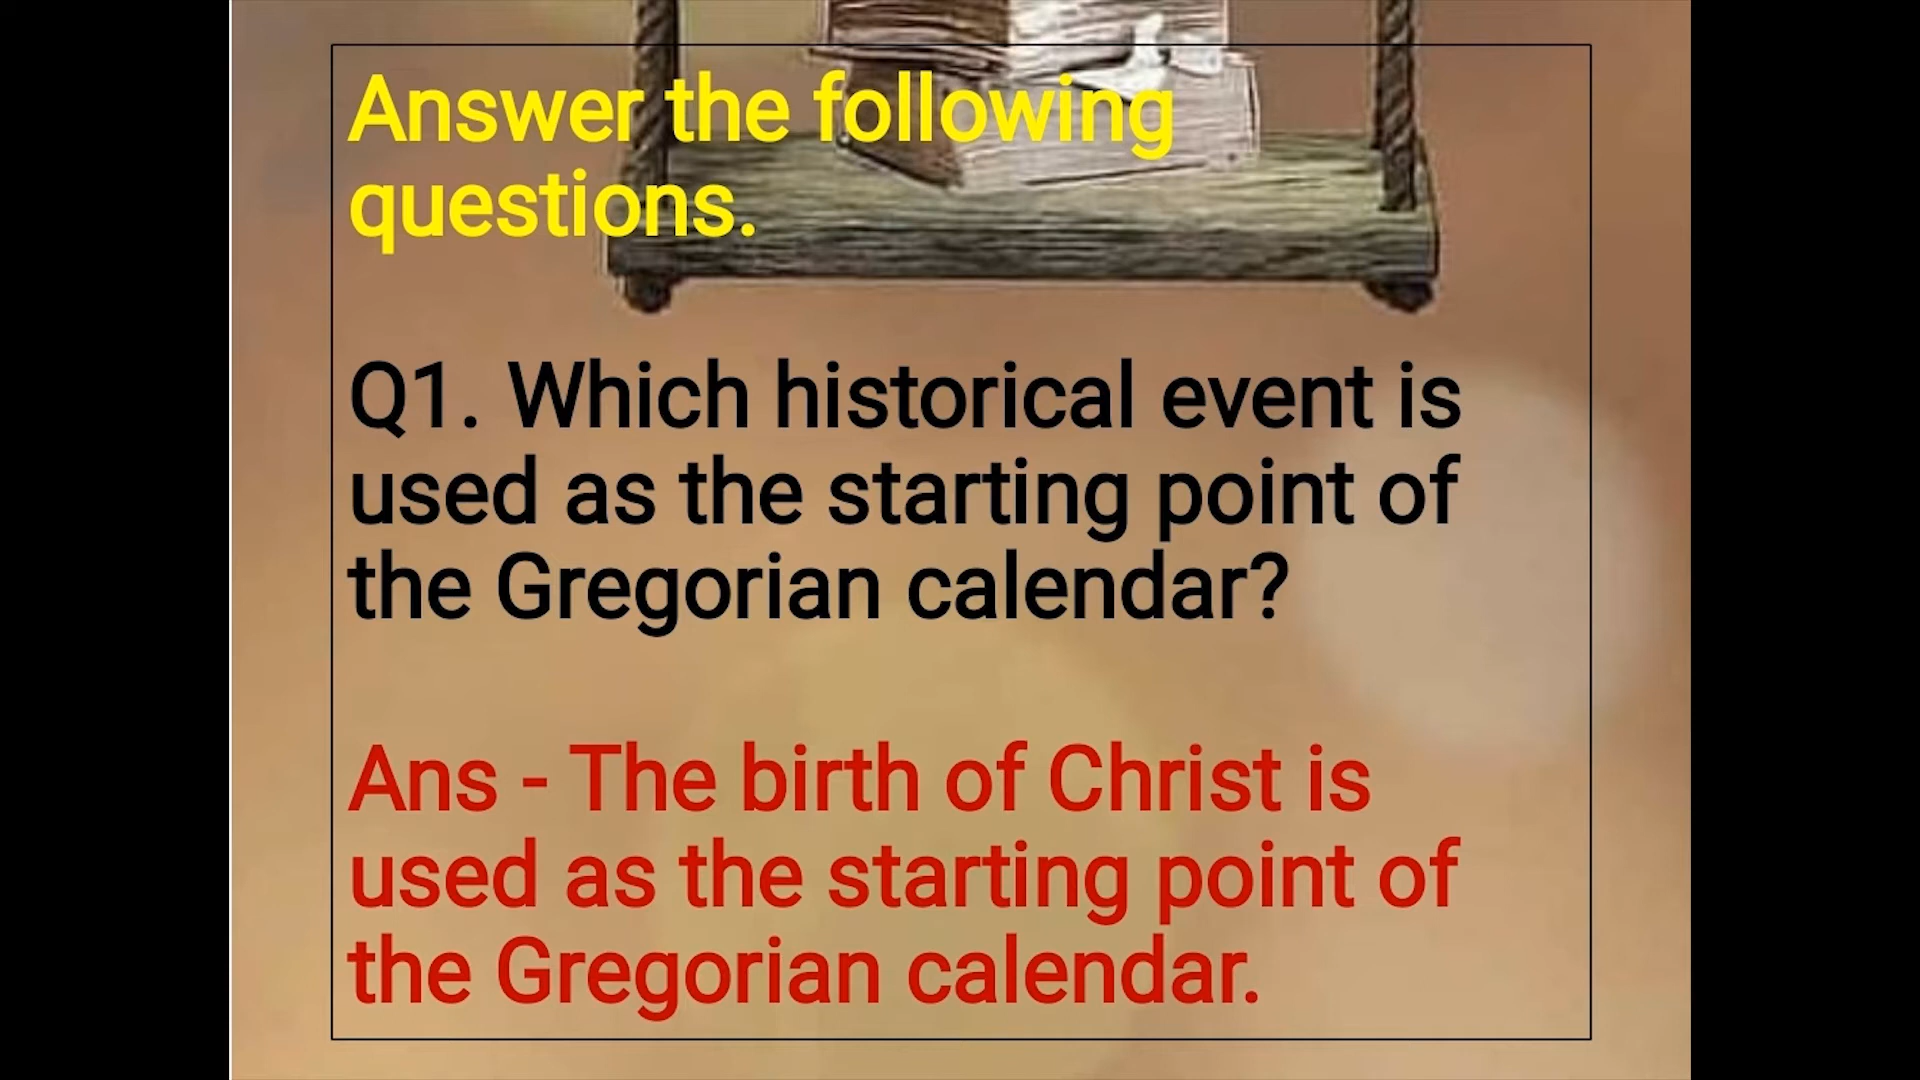 Answer the following
questions.
Q1. Which historical event is
used as the starting point of
the Gregorian calendar?
Ans - The birth of Christ is
used as the starting point of
the Gregorian calendar.